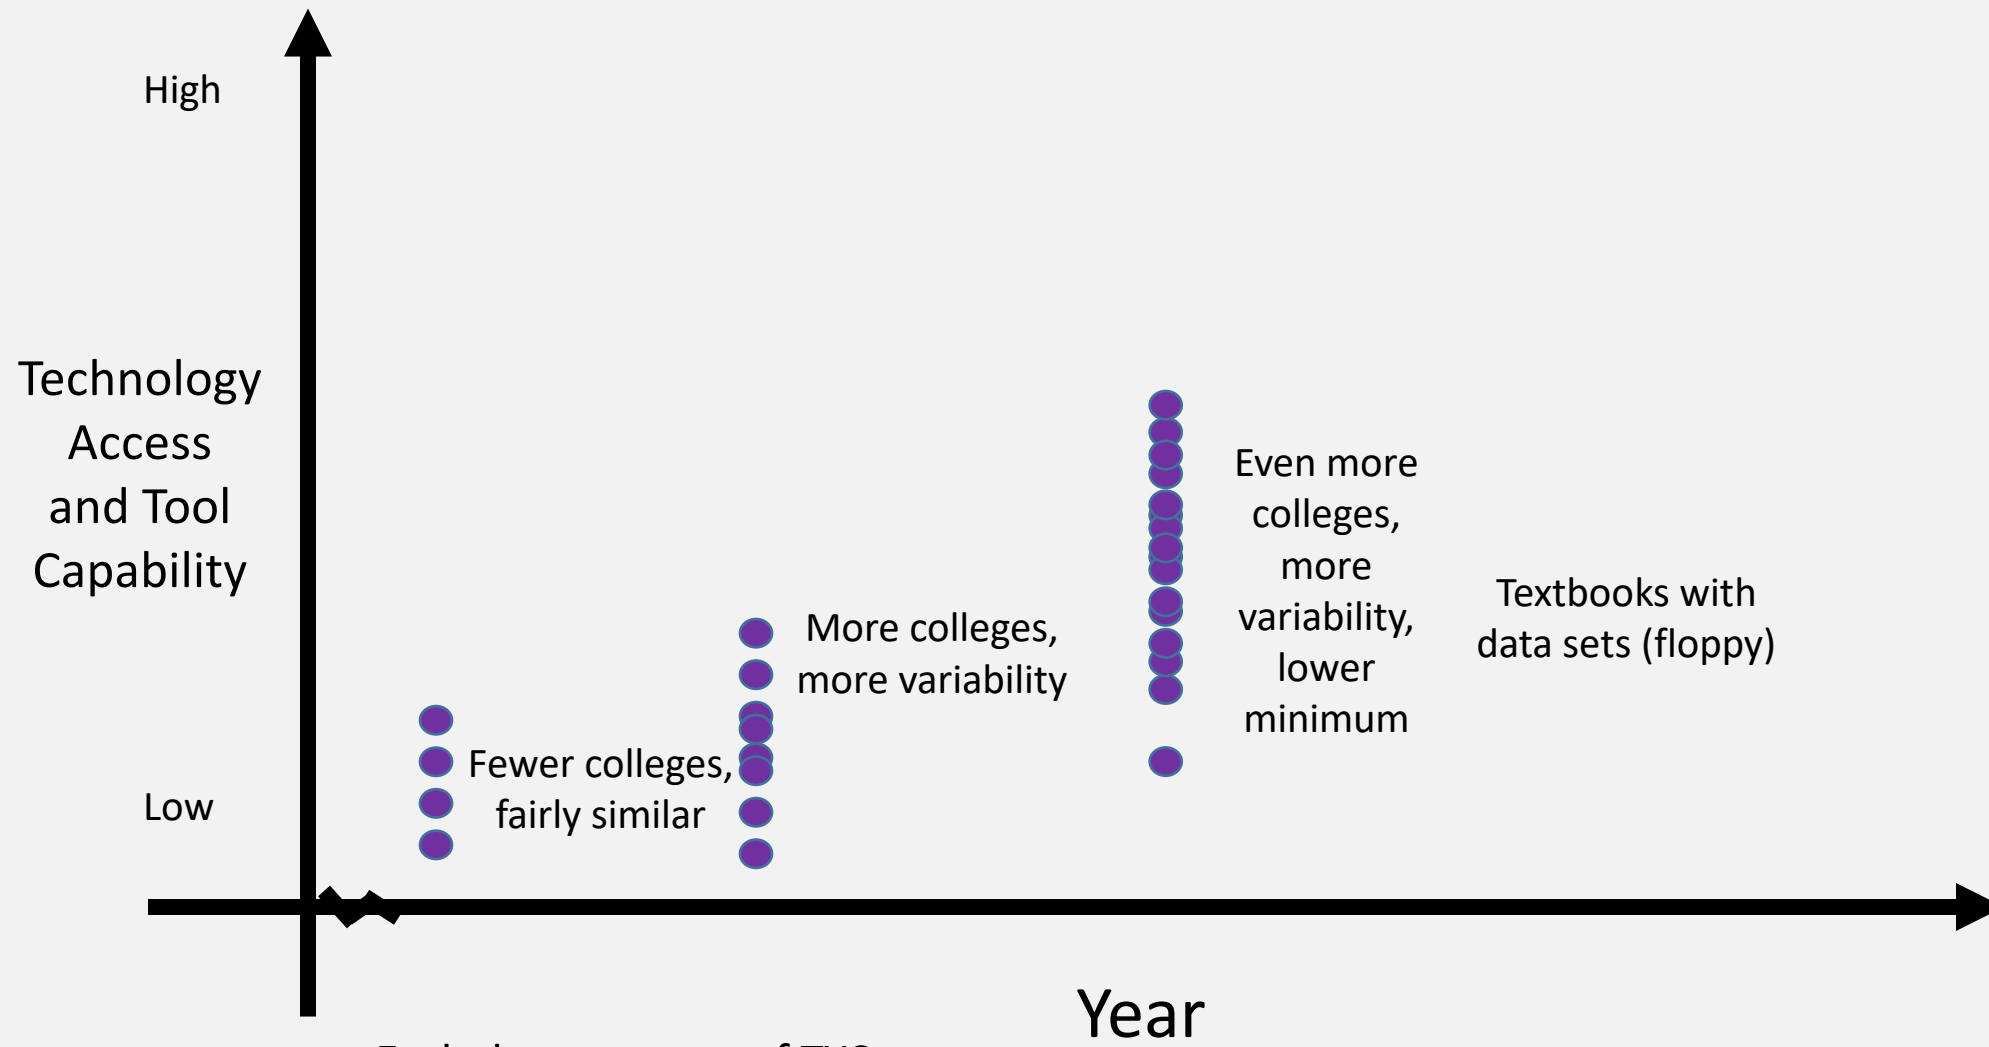 High
Technology
Access
and Tool
Capability
Low
Fewer colleges,
fairly similar
More colleges,
more variability
Even more
colleges,
more
variability,
lower
minimum
Textbooks with
data sets (floppy)
Year